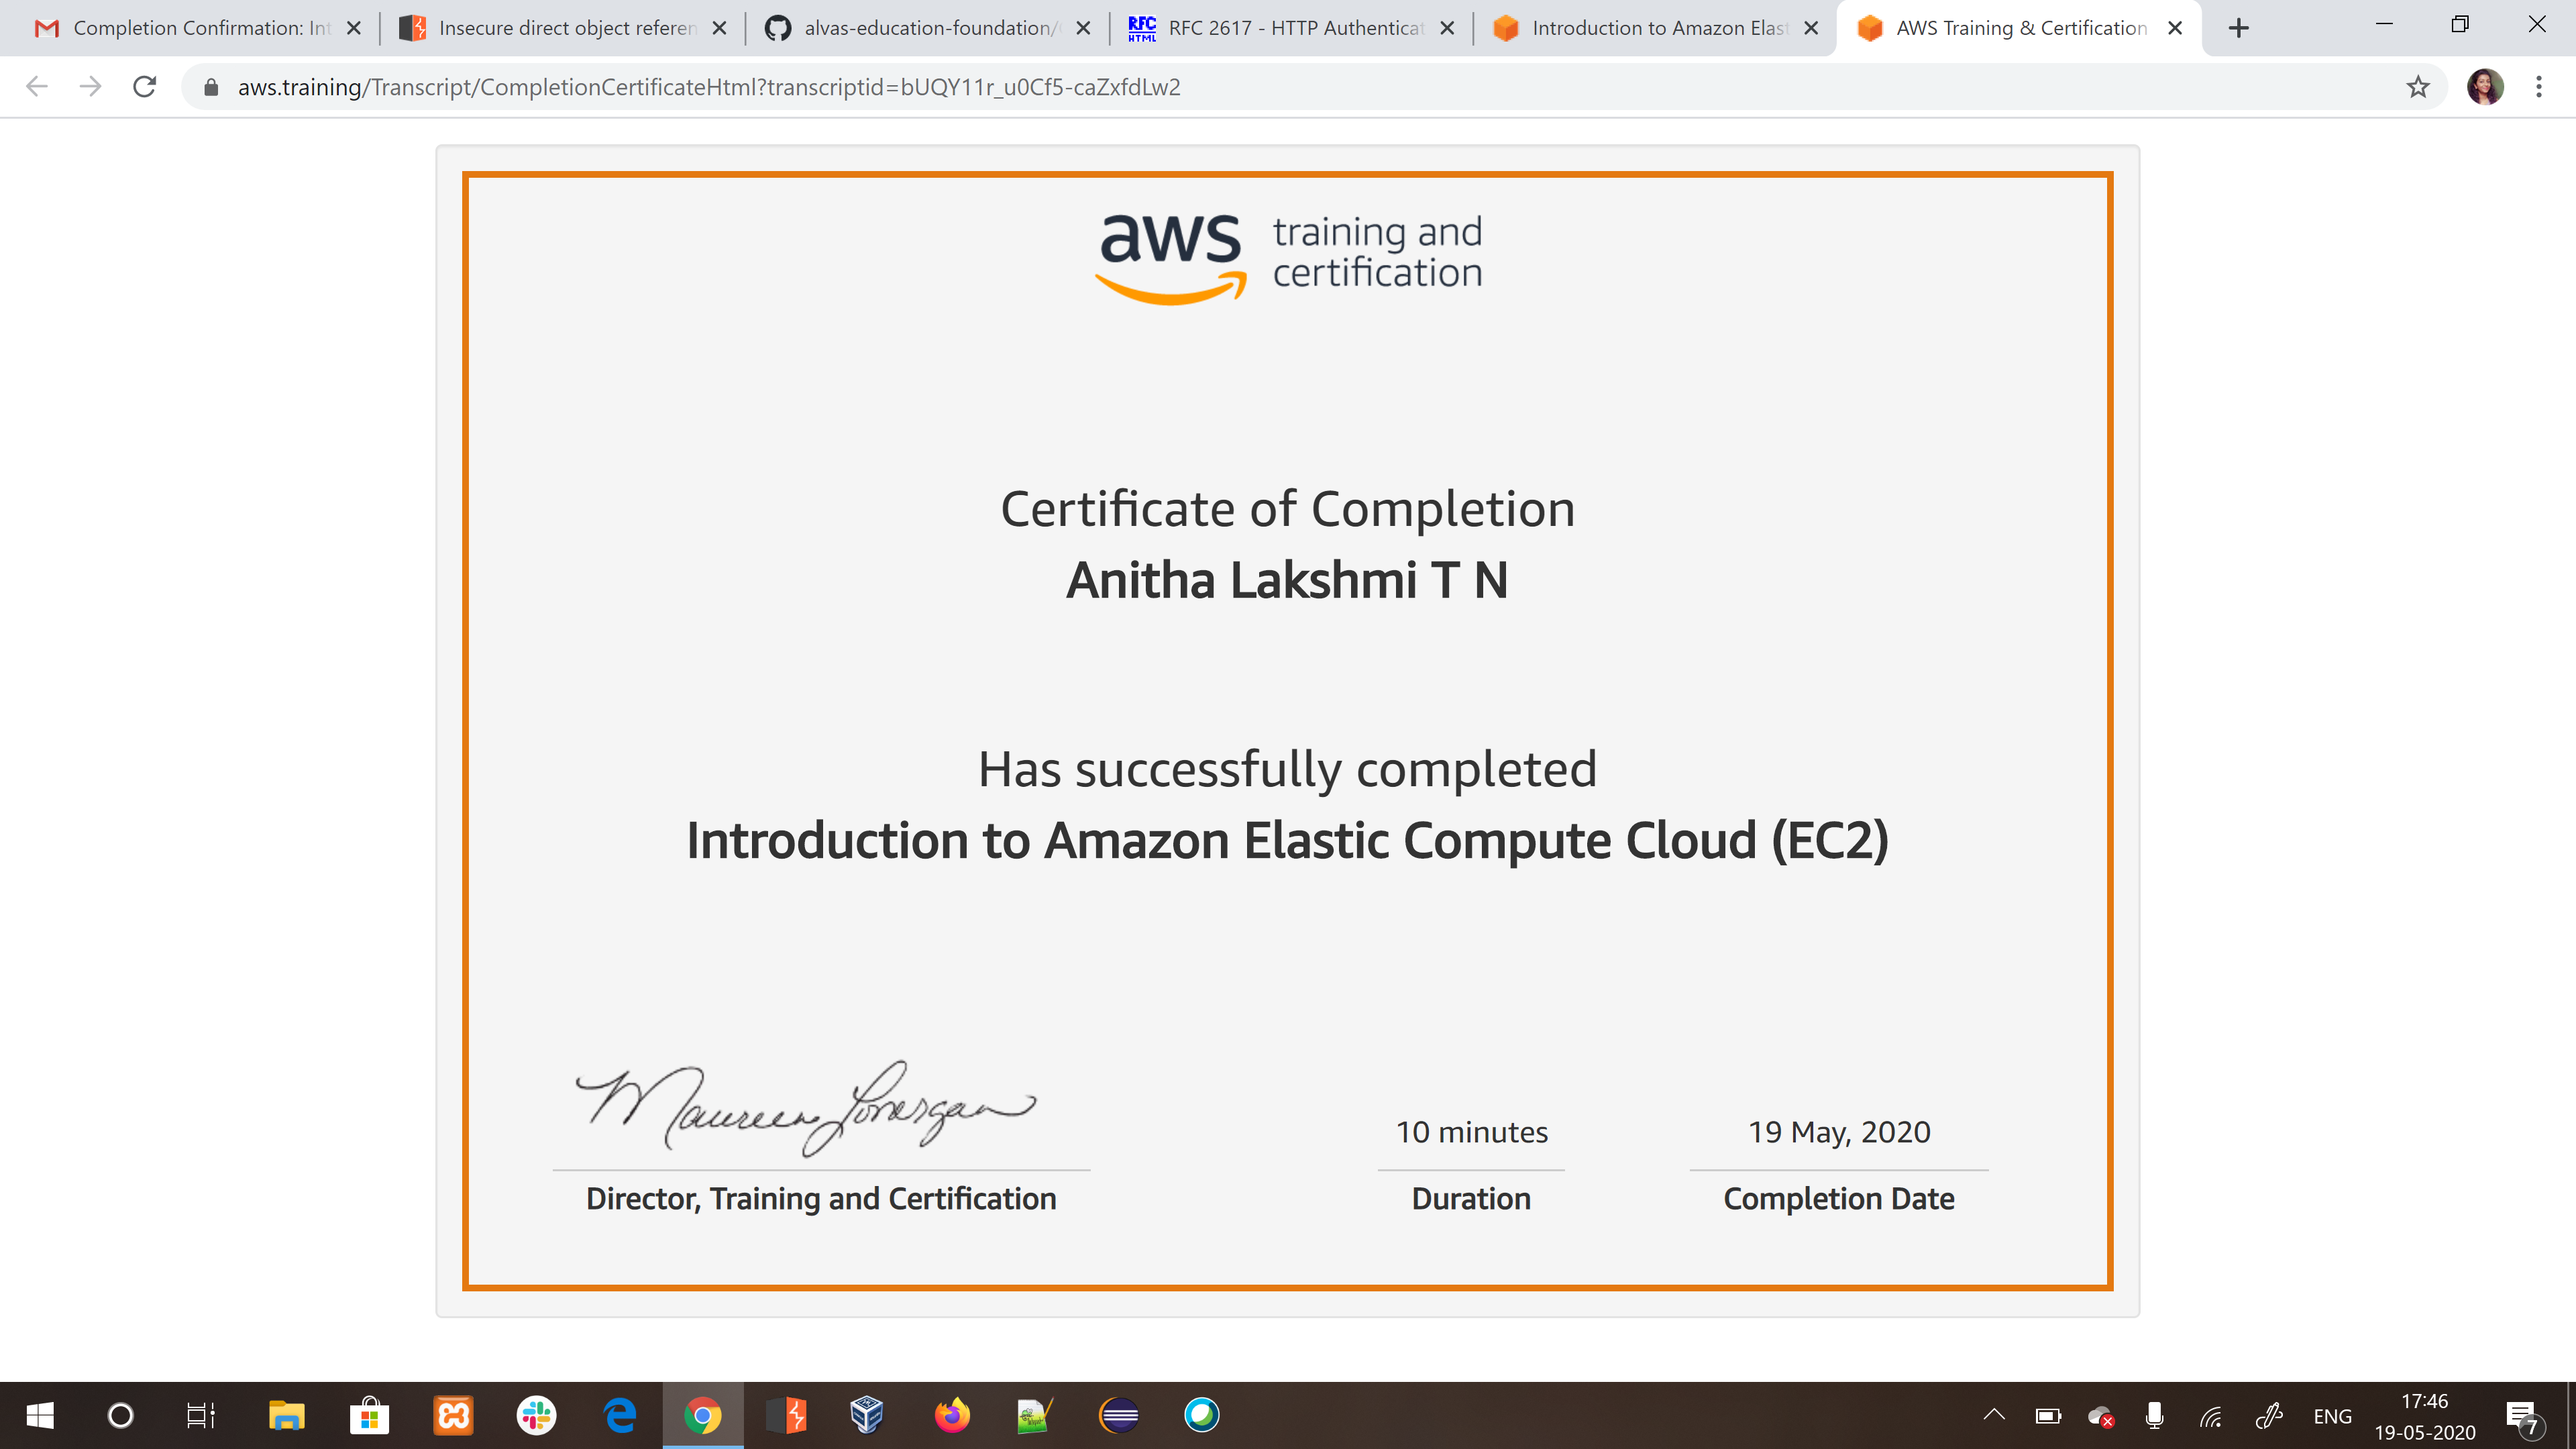 Completion Confirmation: Int
Insecure direct object referen
alvas-education-foundation/
RFC HTML
RFC 2617 - HTTP Authenticat
Introduction to Amazon Elast
AWS Training & Certification
aws.training/Transcript/CompletionCertificateHtml?transcriptid=bUQY11r_u0Cf5-caZxfdLw2
aws training and
certification
Certificate of Completion
Anitha Lakshmi T N
Has successfully completed
Introduction to Amazon Elastic Compute Cloud (EC2)
Maureen Lonergan
10 minutes
19 May, 2020
Director, Training and Certification
Duration
Completion Date
ENG
17:46
19-05-2020
7